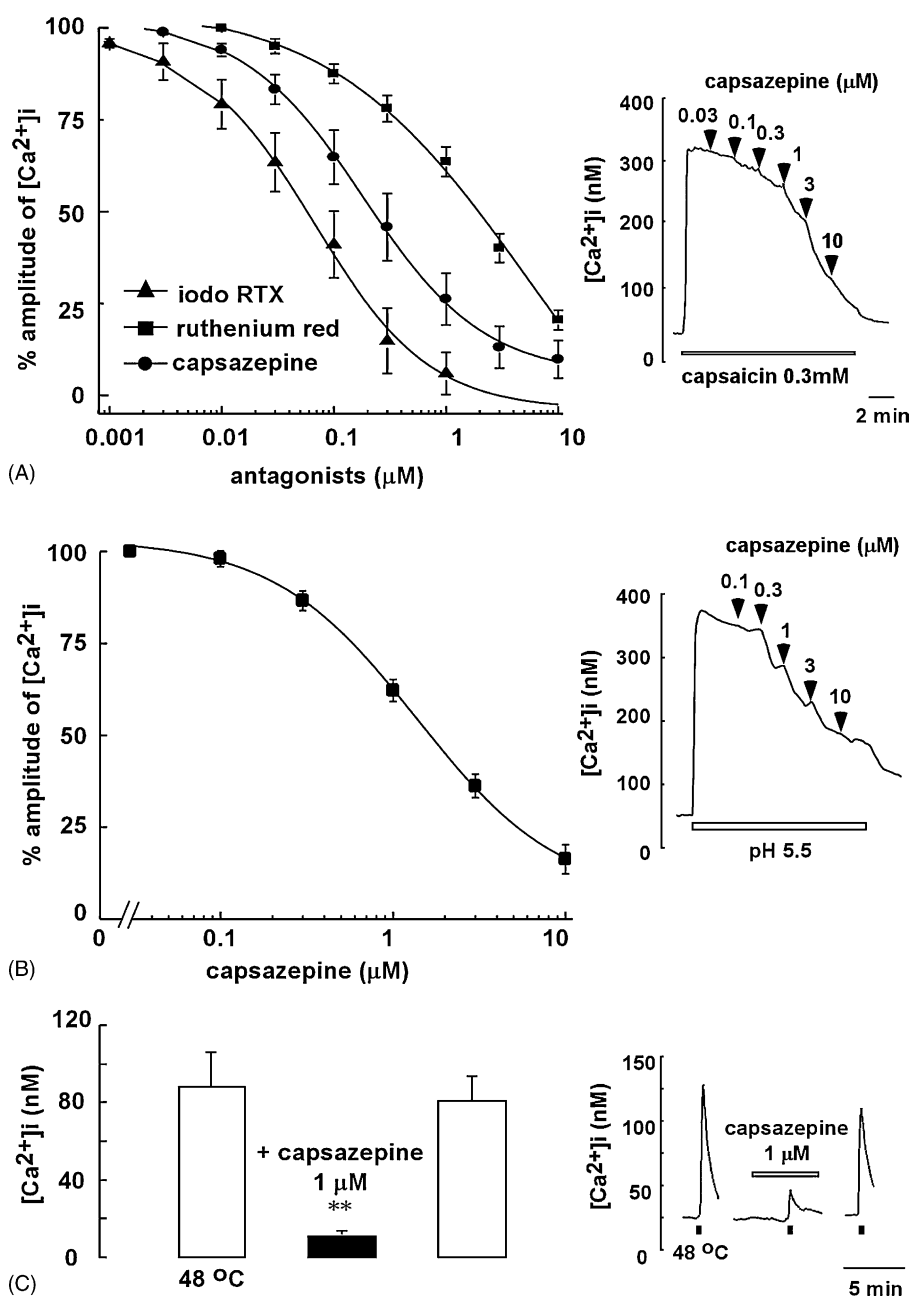 100
75
50
25
0
% amplitude of [Ca2+]i
iodo RTX
ruthenium red
capsazepine
0.001 0.01 0.1 1 10
antagonists (μM)
(A)
capsazepine (μM)
400
300
200
100
0
[Ca2+]i (nM)
0.03 0.1 0.3 1 3 10
capsaicin 0.3mM
2 min
100
75
50
25
0
% amplitude of [Ca2+]i
0 0.1 1 10
capsazepine (μM)
(B)
capsazepine (μM)
400
300
200
100
0
[Ca2+]i (nM)
0.1 0.3 1 3 10
pH 5.5
120
80
40
0
[Ca2+]i (nM)
+ capsazepine
1 μM
**
48 ºC
(C)
150
100
50
0
[Ca2+]i (nM)
capsazepine
1 μM
48 ºC
5 min